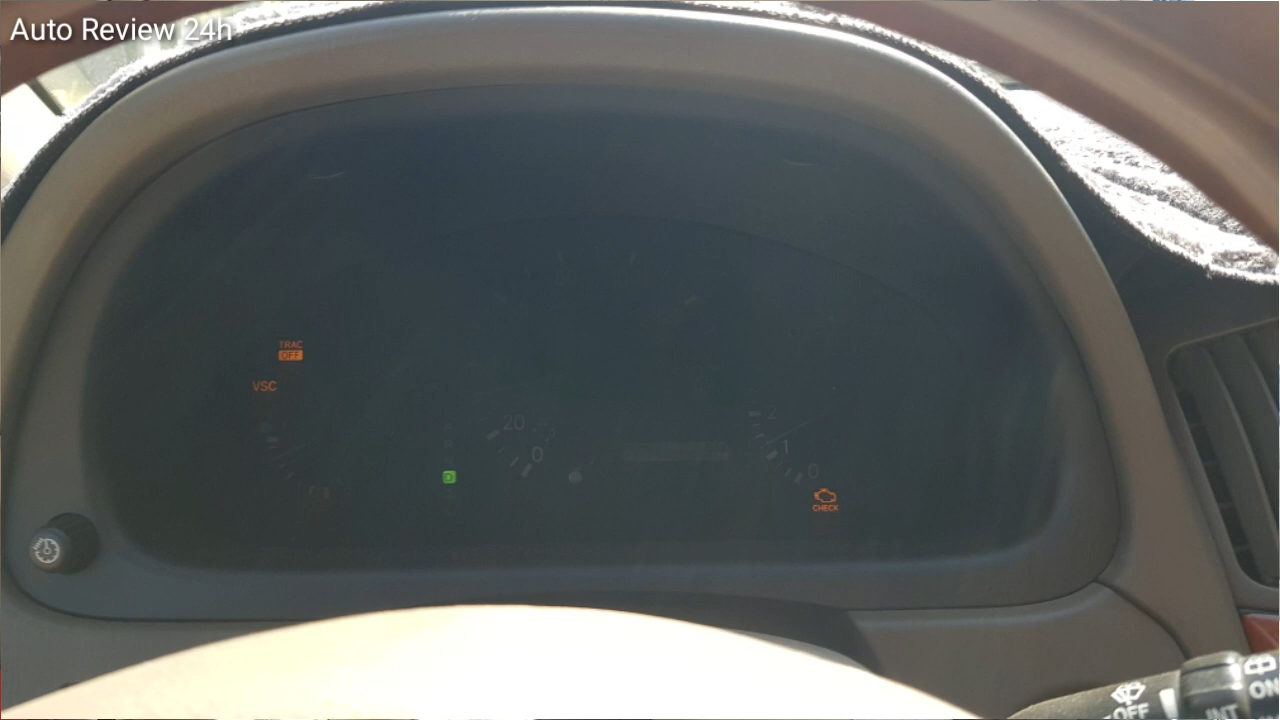 Auto Review 24h
TRAC
OFF
VSC
20
0
2
1
0
D
CHECK
OFF
INT
ON